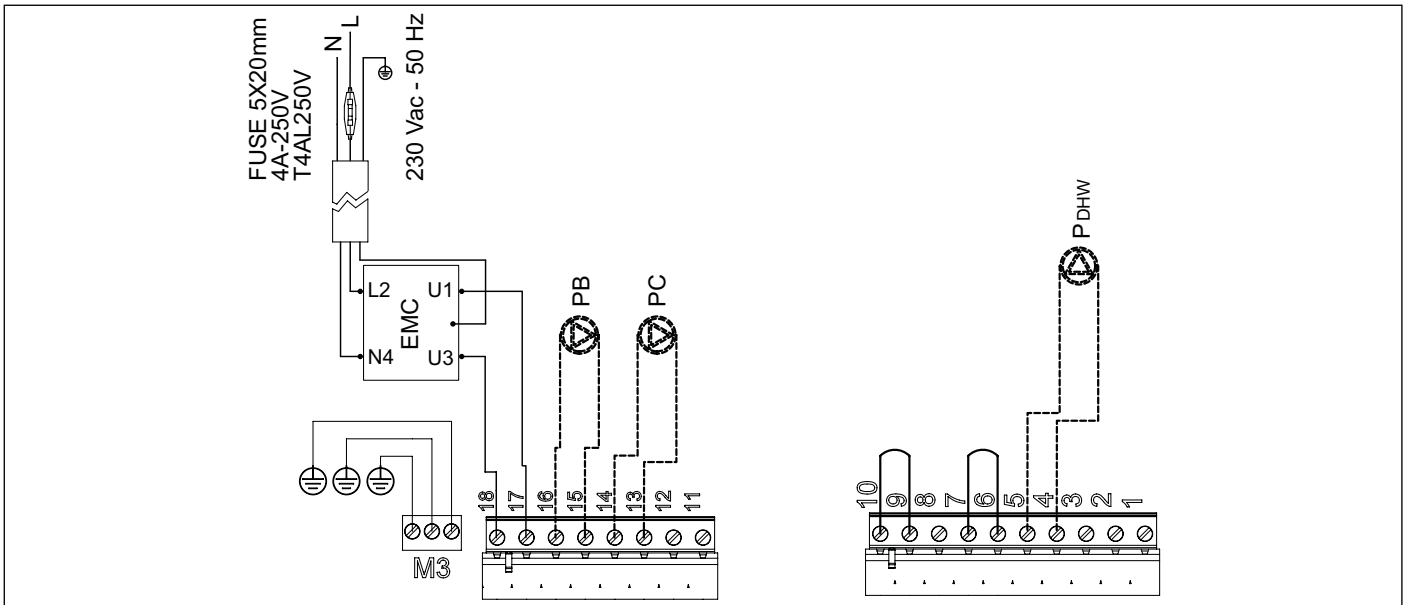 FUSE 5X20mm
4A-250V
T4AL250V
N
L
230 Vac - 50 Hz
L2
U1
EMC
N4
U3
PB
PC
PDHW
M3
18
17
16
15
14
13
12
11
10
9
8
7
6
5
4
3
2
1